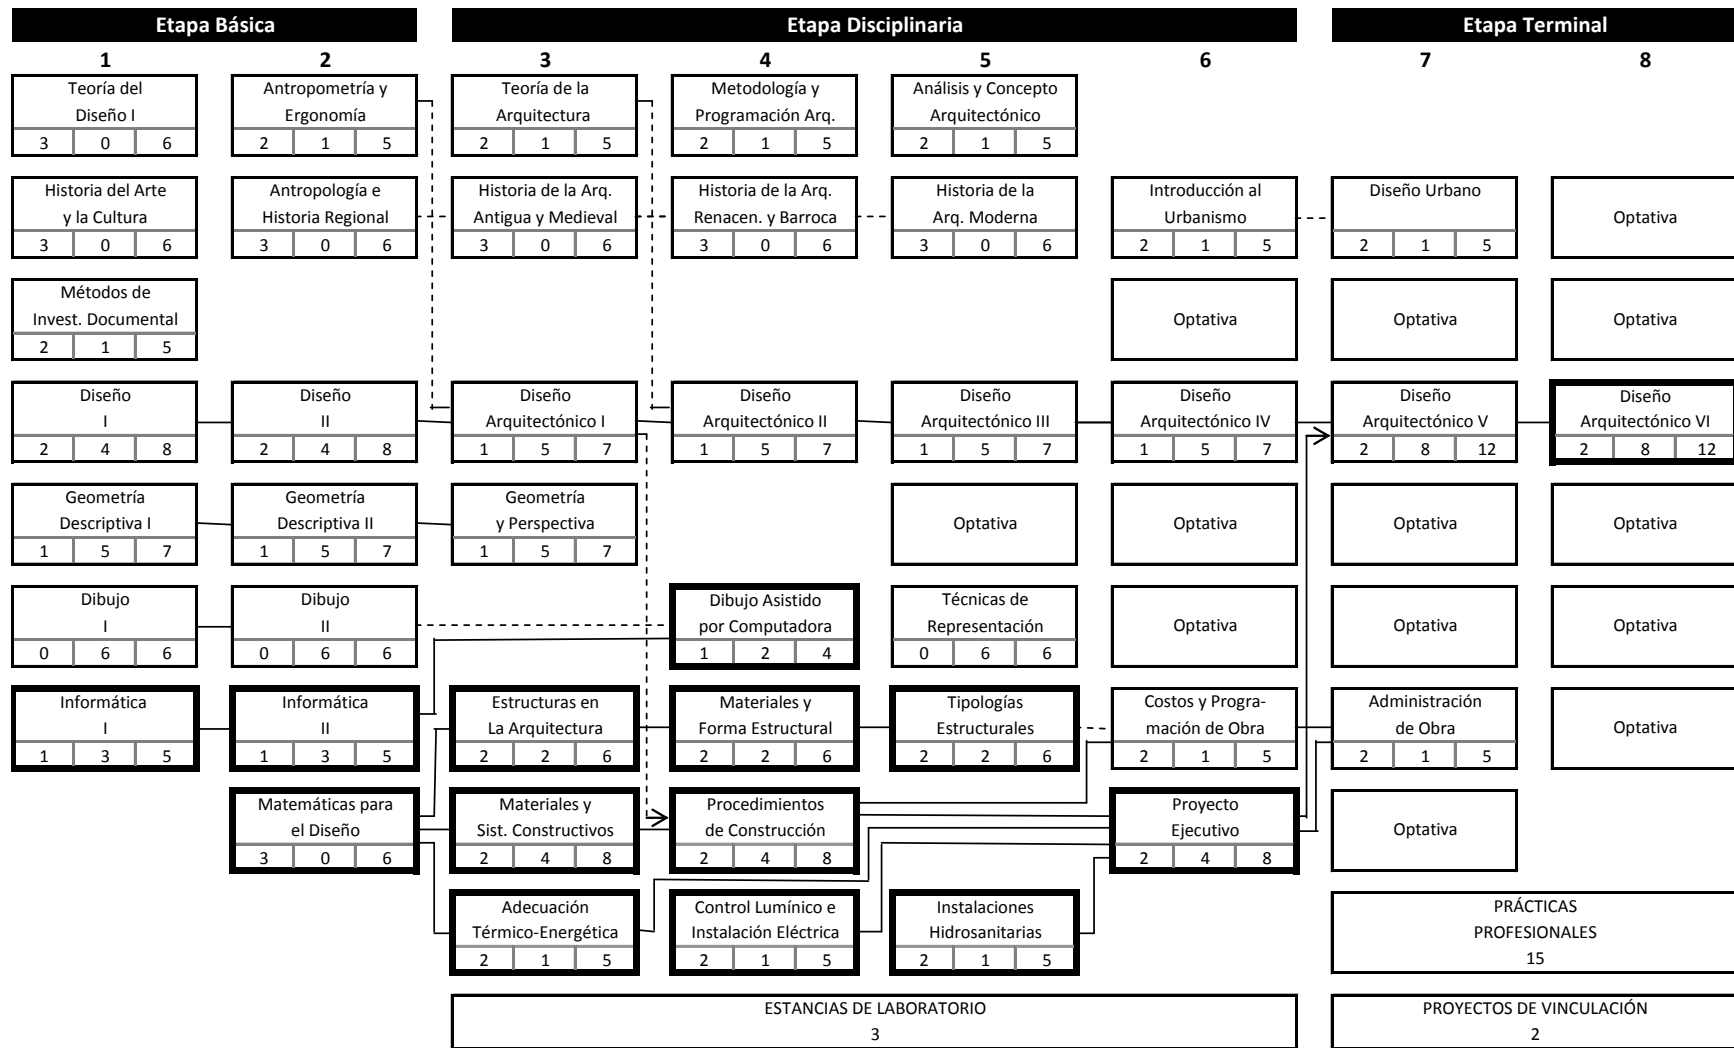 Etapa Básica Etapa Disciplinaria Etapa Terminal
1 2 3 4 5 6 7 8
Teoría del Antropometría y Teoría de la Metodología y Análisis y Concepto
Diseño I Ergonomía Arquitectura Programación Arq. Arquitectónico
3 0 6 2 1 5 2 1 5 2 1 5 2 1 5
Historia del Arte Antropología e Historia de la Arq. Historia de la Arq. Historia de la Introducción al Diseño Urbano
y la Cultura Historia Regional Antigua y Medieval Renacen. y Barroca Arq. Moderna Urbanismo Optativa
3 0 6 3 0 6 3 0 6 3 0 6 3 0 6 2 1 5 2 1 5
Métodos de
Invest. Documental Optativa Optativa Optativa
2 1 5
Diseño Diseño Diseño Diseño Diseño Diseño Diseño Diseño
I II Arquitectónico I Arquitectónico II Arquitectónico III Arquitectónico IV Arquitectónico V Arquitectónico VI
2 4 8 2 4 8 1 5 7 1 5 7 1 5 7 1 5 7 2 8 12 2 8 12
Geometría Geometría Geometría
Descriptiva I Descriptiva II y Perspectiva Optativa Optativa Optativa Optativa
1 5 7 1 5 7 1 5 7
Dibujo Dibujo Dibujo Asistido Técnicas de
I II por Computadora Representación Optativa Optativa Optativa
0 6 6 0 6 6 1 2 4 0 6 6
Informática Informática Estructuras en Materiales y Tipologías Costos y Progra- Administración
I II La Arquitectura Forma Estructural Estructurales mación de Obra de Obra Optativa
1 3 5 1 3 5 2 2 6 2 2 6 2 2 6 2 1 5 2 1 5
Matemáticas para Materiales y Procedimientos Proyecto
el Diseño Sist. Constructivos de Construcción Ejecutivo Optativa
3 0 6 2 4 8 2 4 8 2 4 8
Adecuación Control Lumínico e Instalaciones PRÁCTICAS
Térmico-Energética Instalación Eléctrica Hidrosanitarias PROFESIONALES
2 1 5 2 1 5 2 1 5 15
ESTANCIAS DE LABORATORIO PROYECTOS DE VINCULACIÓN
3 2